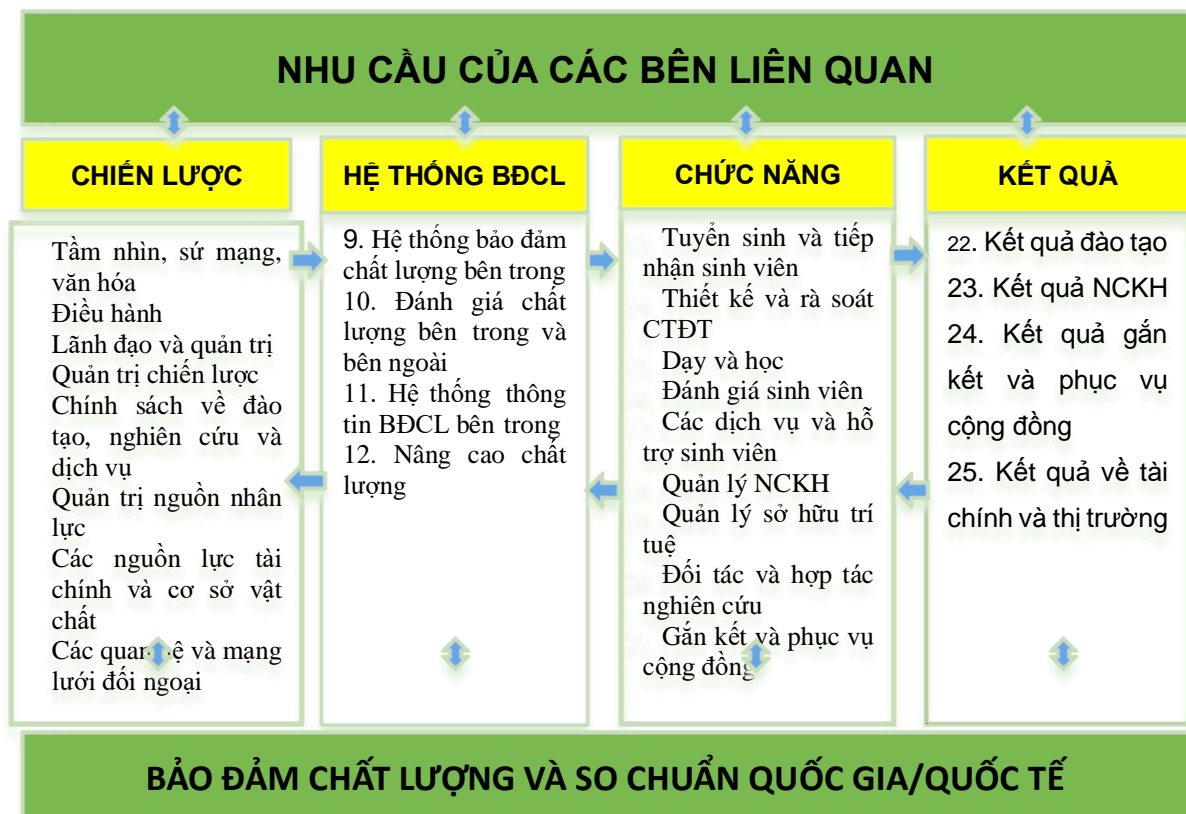 NHU CẦU CỦA CÁC BÊN LIÊN QUAN
CHIẾN LƯỢC
Tầm nhìn, sứ mạng,
văn hóa
Điều hành
Lãnh đạo và quản trị
Quản trị chiến lược
Chính sách về đào
tạo, nghiên cứu và
dịch vụ
Quản trị nguồn nhân
lực
Các nguồn lực tài
chính và cơ sở vật
chất
Các quan ệ và mạng
lưới đối ngoại
HỆ THỐNG BĐCL
9. Hệ thống bảo đảm
chất lượng bên trong
10. Đánh giá chất
lượng bên trong và
bên ngoài
11. Hệ thống thông
tin BĐCL bên trong
12. Nâng cao chất
lượng
CHỨC NĂNG
Tuyển sinh và tiếp
nhận sinh viên
Thiết kế và rà soát
CTĐT
Dạy và học
Đánh giá sinh viên
Các dịch vụ và hỗ
trợ sinh viên
Quản lý NCKH
Quản lý sở hữu trí
tuệ
Đối tác và hợp tác
nghiên cứu
Gắn kết và phục vụ
cộng đồng
KẾT QUẢ
22. Kết quả đào tạo
23. Kết quả NCKH
24. Kết quả gắn
kết và phục vụ
cộng đồng
25. Kết quả về tài
chính và thị trường
BẢO ĐẢM CHẤT LƯỢNG VÀ SO CHUẨN QUỐC GIA/QUỐC TẾ